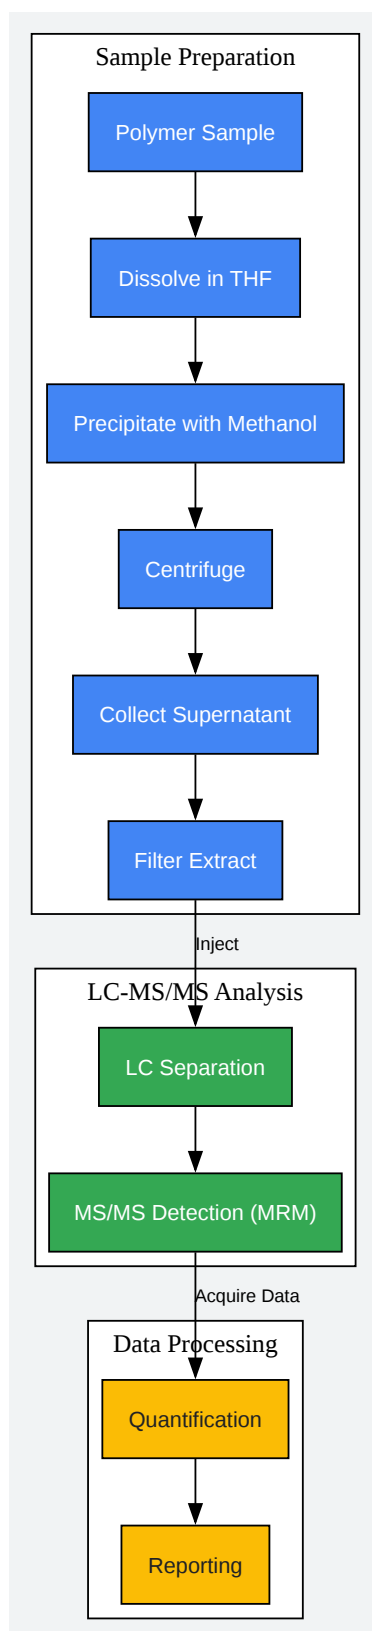 Sample Preparation
Polymer Sample
Dissolve in THF
Precipitate with Methanol
Centrifuge
Collect Supernatant
Filter Extract
Inject
LC-MS/MS Analysis
LC Separation
MS/MS Detection (MRM)
Acquire Data
Data Processing
Quantification
Reporting